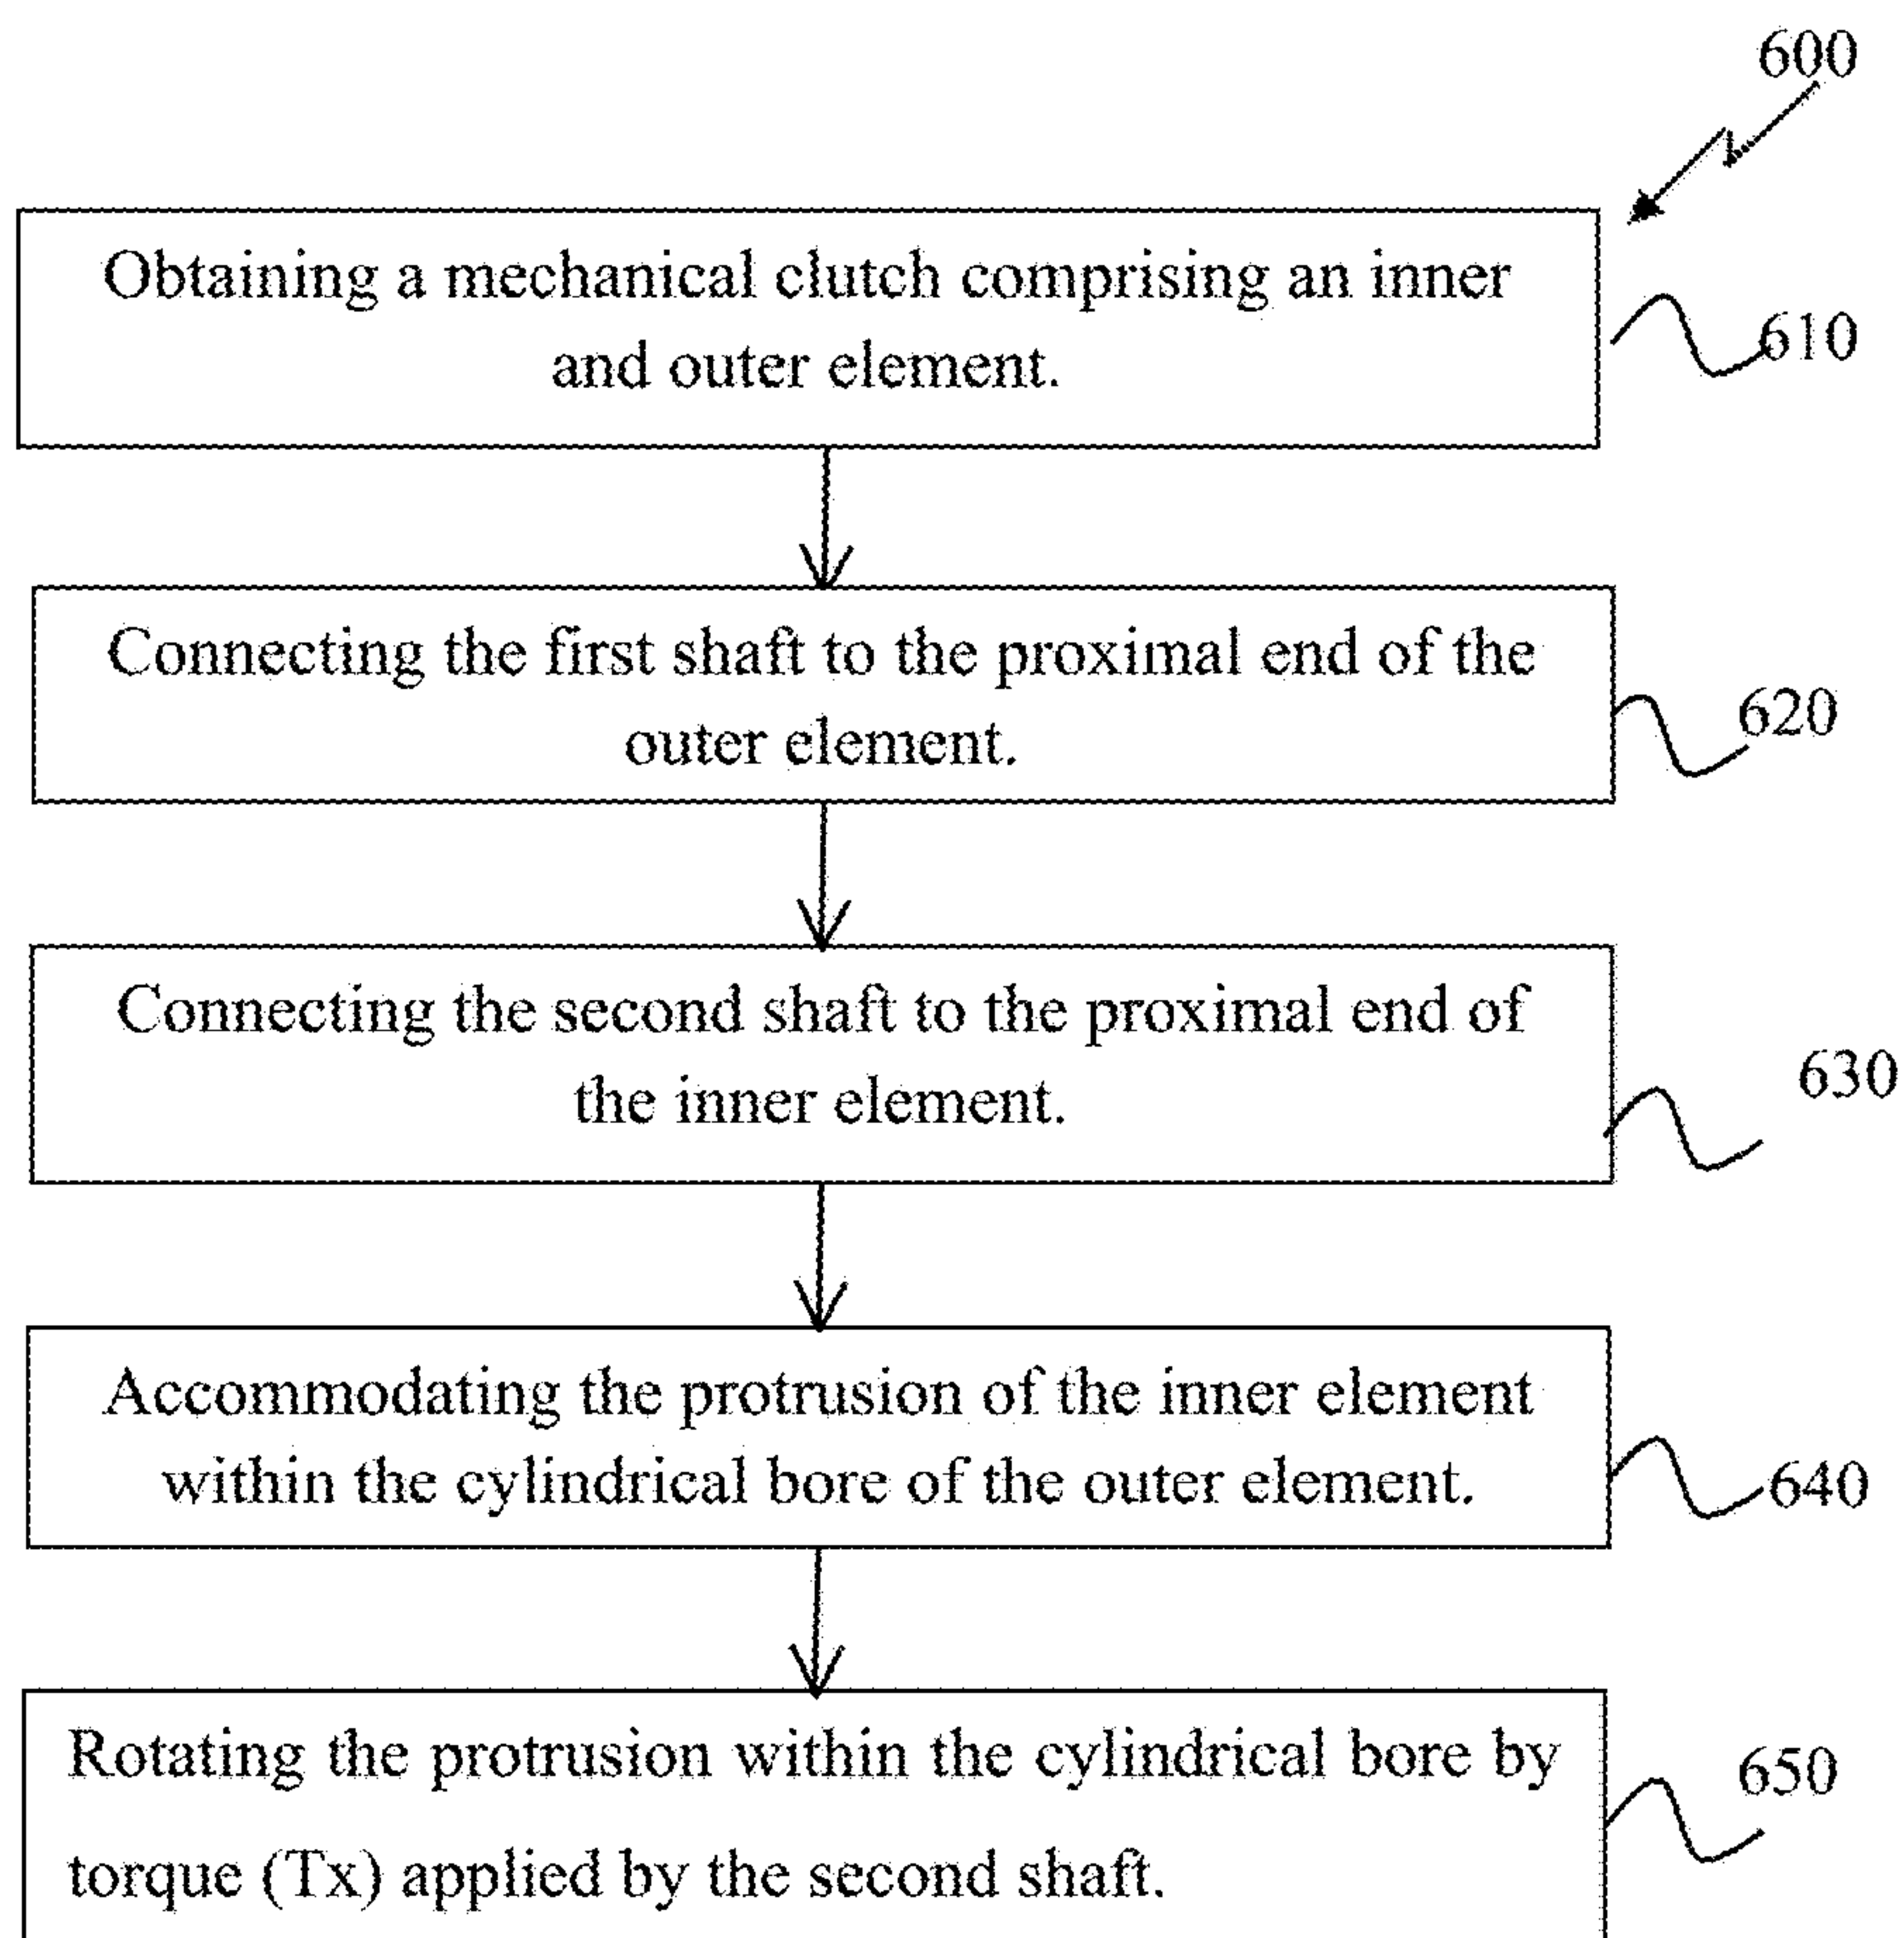 600
Obtaining a mechanical clutch comprising an inner
and outer element.
610
Connecting the first shaft to the proximal end of the
outer element.
620
Connecting the second shaft to the proximal end of
the inner element.
630
Accommodating the protrusion of the inner element
within the cylindrical bore of the outer element.
640
Rotating the protrusion within the cylindrical bore by
torque (Tx) applied by the second shaft.
650